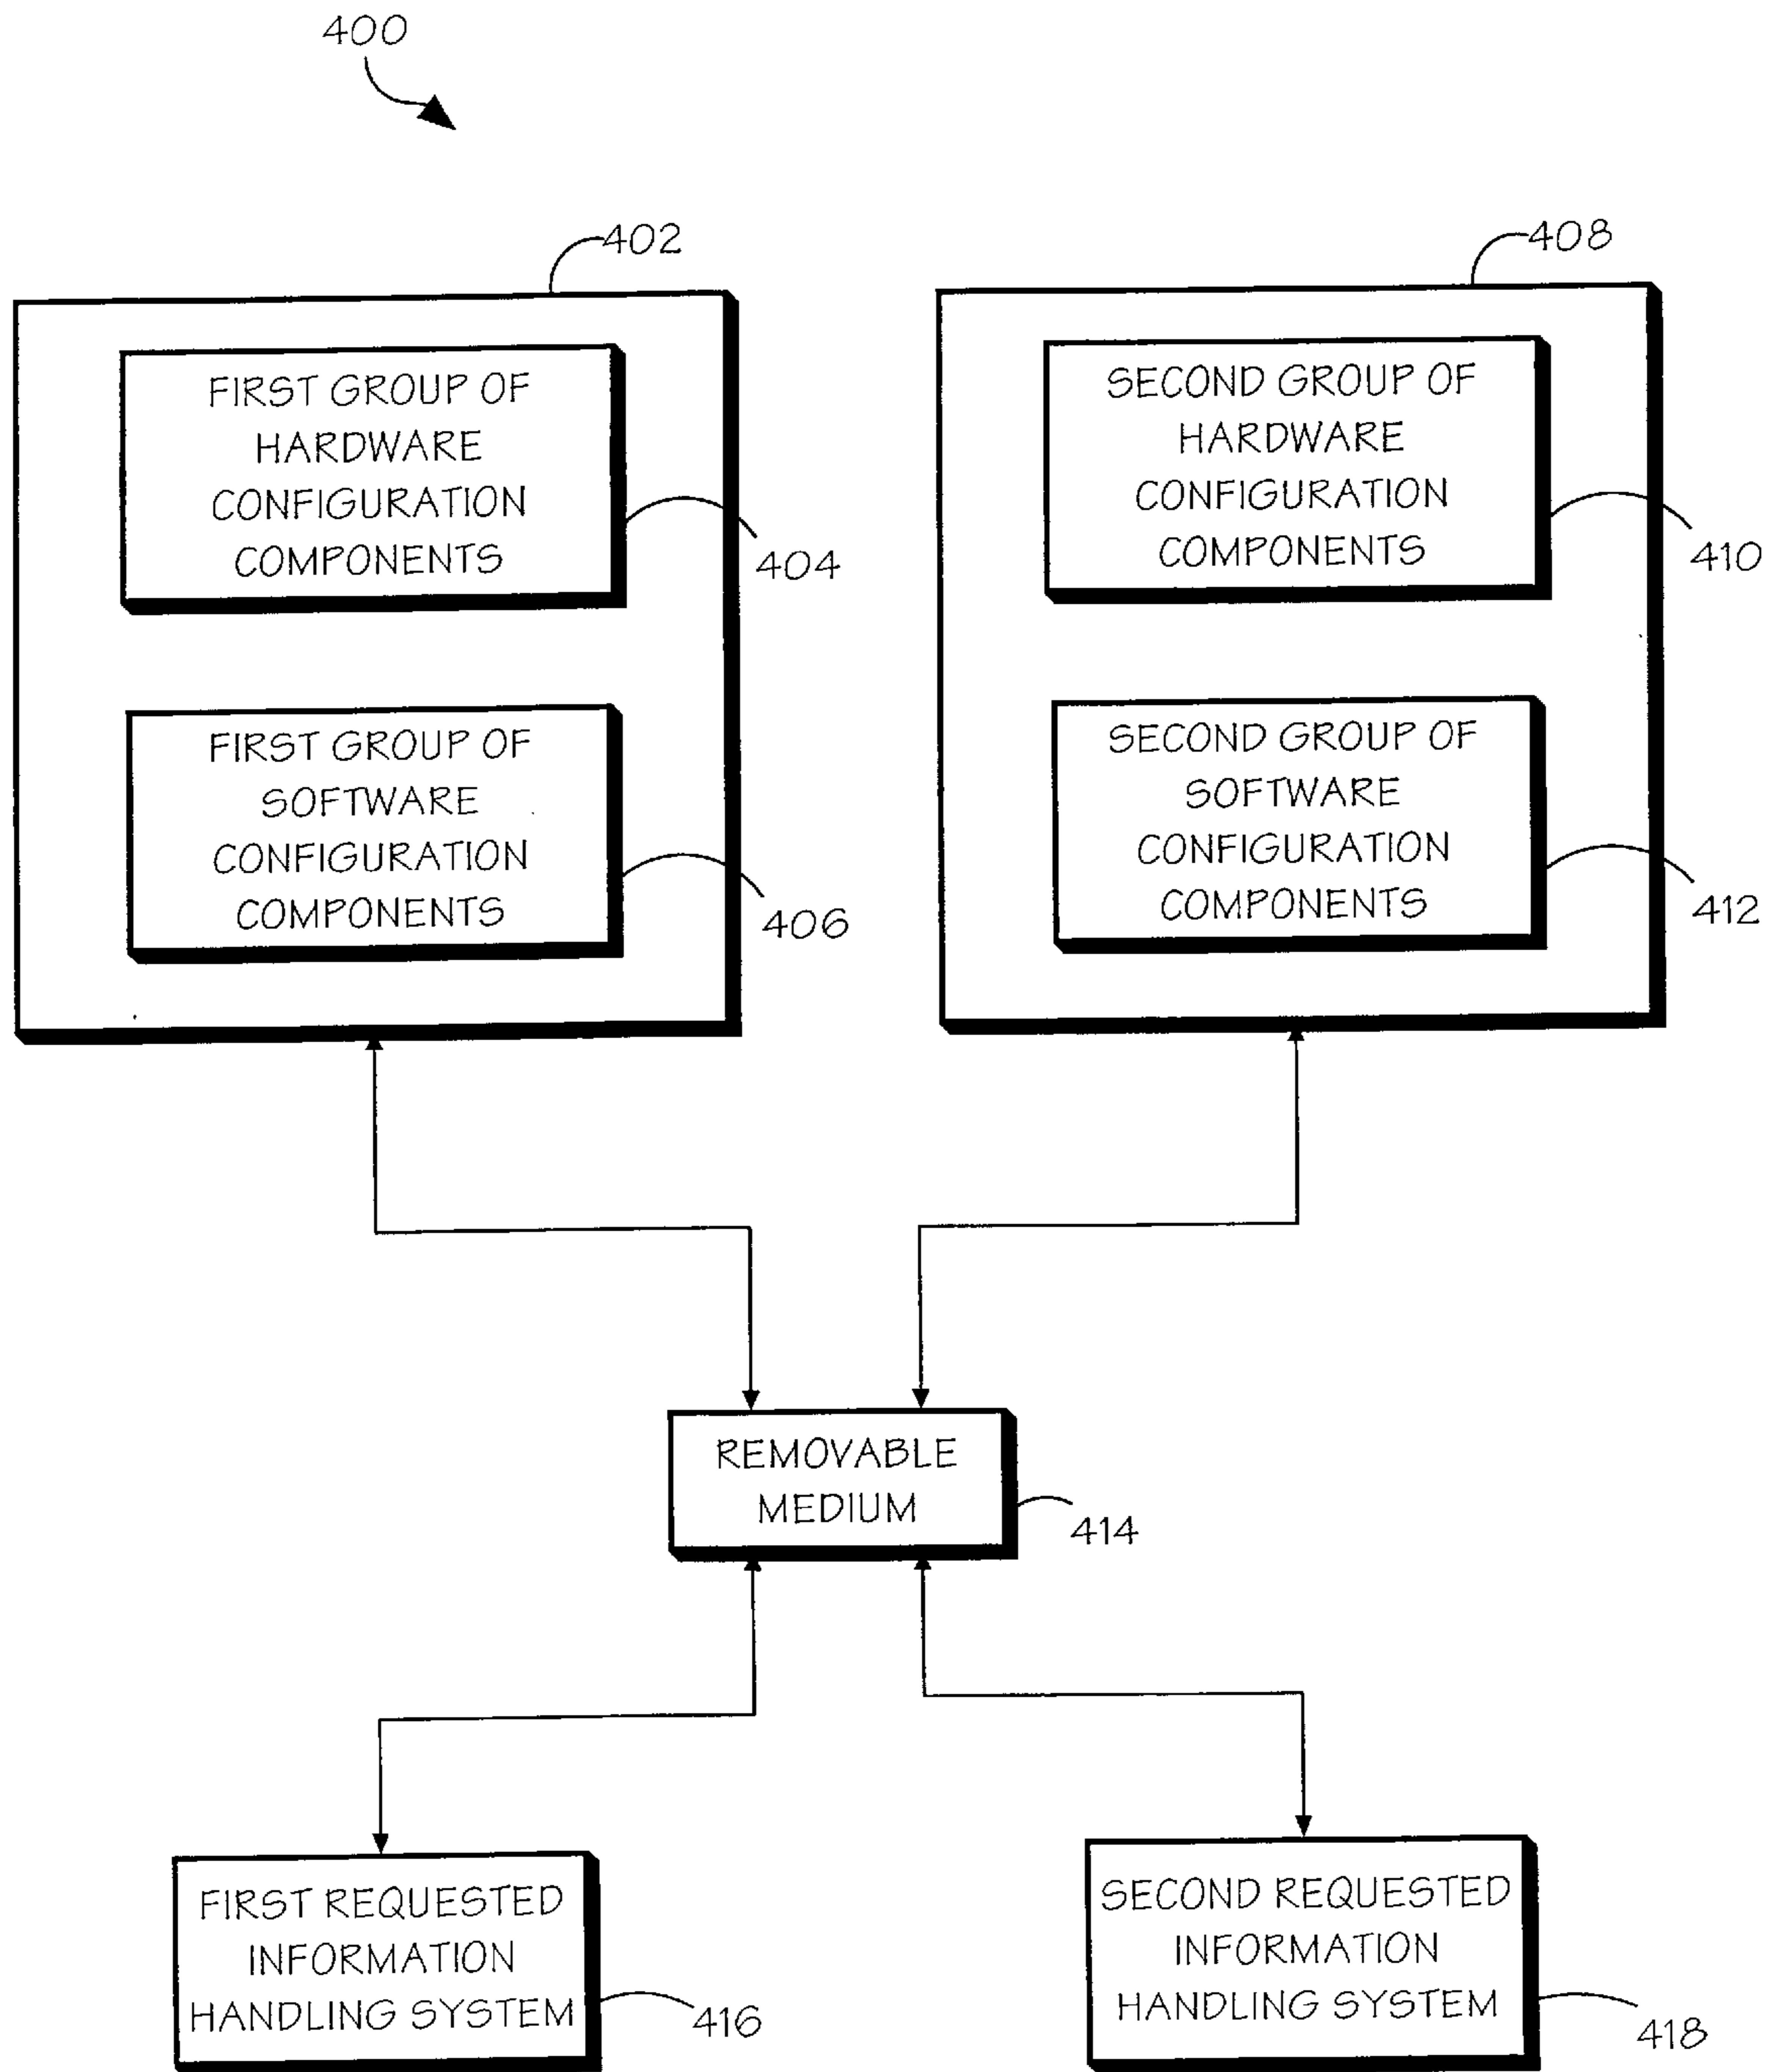 400
402
408
FIRST GROUP OF
HARDWARE
CONFIGURATION
COMPONENTS
404
SECOND GROUP OF
HARDWARE
CONFIGURATION
COMPONENTS
410
FIRST GROUP OF
SOFTWARE
CONFIGURATION
COMPONENTS
406
SECOND GROUP OF
SOFTWARE
CONFIGURATION
COMPONENTS
412
REMOVABLE
MEDIUM
414
FIRST REQUESTED
INFORMATION
HANDLING SYSTEM
416
SECOND REQUESTED
INFORMATION
HANDLING SYSTEM
418